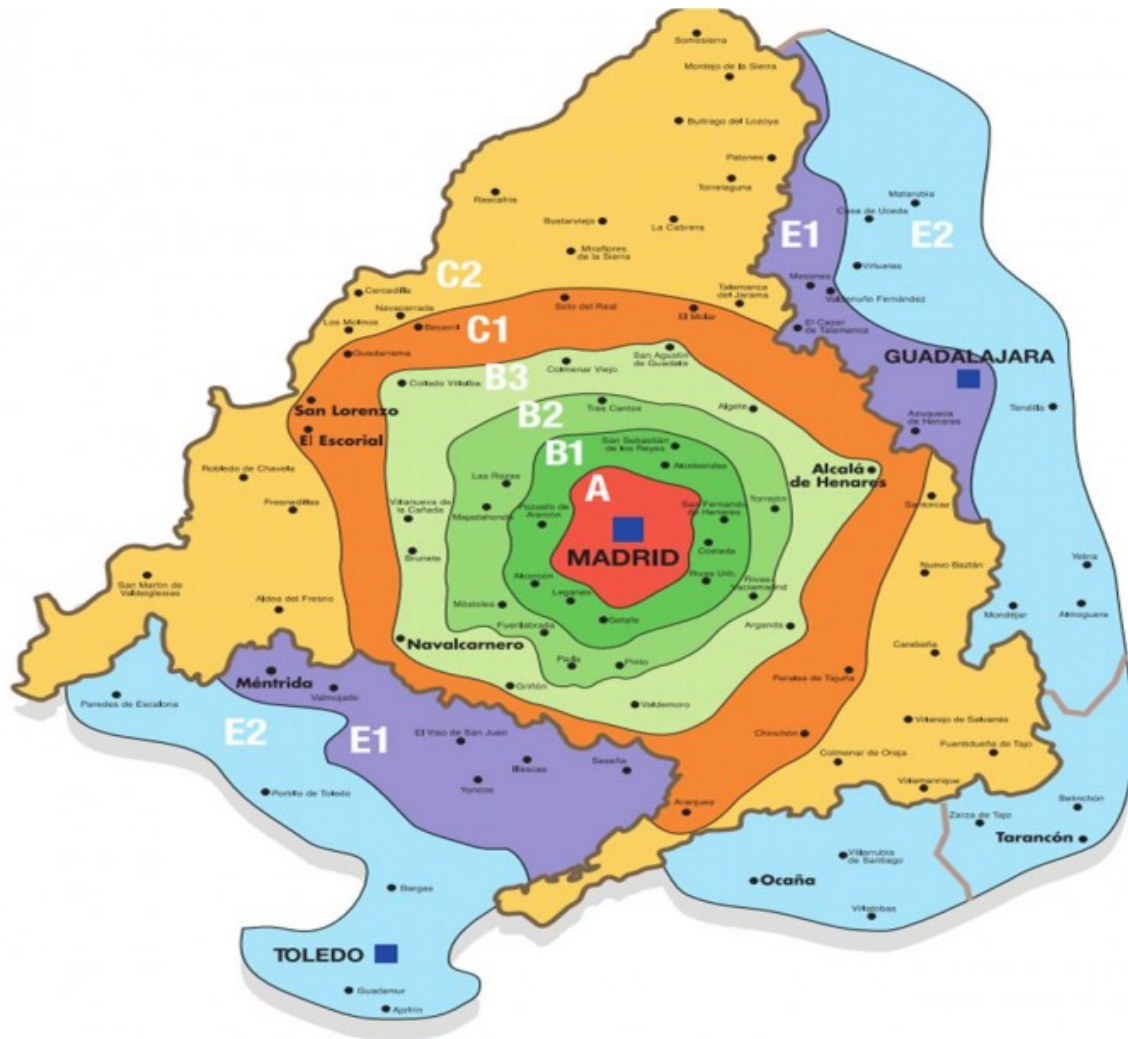 Somosierra
Montejo de la Sierra
Buitrago del Lozoya
Patones
Torrelaguna
Rascafría
Matarubia
Casa de Uceda
Bustarviejo
La Cabrera
E1
E2
Miraflores
de la Sierra
Viñuelas
C2
Mesones
Valdenuño Fernández
Cercedilla
Navacerrada
Soto del Real
Talamanca
del Jarama
El Molar
Los Molinos
Becerril
C1
El Casar
de Talamanca
Guadarrama
San Agustín
de Guadalix
GUADALAJARA
Colmenar Viejo
B3
Collado Villalba
San Lorenzo
Tres Cantos
Algete
Tendilla
B2
El Escorial
Azuqueca
de Henares
San Sebastián
de los Reyes
B1
Alcobendas
Alcalá
de Henares
Robledo de Chavela
Las Rozas
A
Santorcaz
Fresnedillas
Villanueva de
la Cañada
Majadahonda
Pozuelo de
Alarcón
San Fernando
de Henares
Torrejón
MADRID
Coslada
Brunete
Yebra
San Martín de
Valdeiglesias
Alcorcón
Rivas Urb.
Rivas
Vaciamadrid
Nuevo Baztán
Aldea del Fresno
Móstoles
Leganés
Mondéjar
Almoguera
Getafe
Fuenlabrada
Arganda
Navalcarnero
Carabaña
Parla
Pinto
Méntrida
Perales de Tajuña
Valmojado
Griñón
Paredes de Escalona
Valdemoro
E2
E1
El Viso de San Juan
Chinchón
Villarejo de Salvanés
Fuentidueña de Tajo
Illescas
Seseña
Colmenar de Oreja
Yuncos
Villamanrique
Portillo de Toledo
Aranjuez
Belinchón
Zarza de Tajo
Tarancón
Villarrubia
de Santiago
Ocaña
Bargas
Villatobas
TOLEDO
Guadamur
Ajofrín